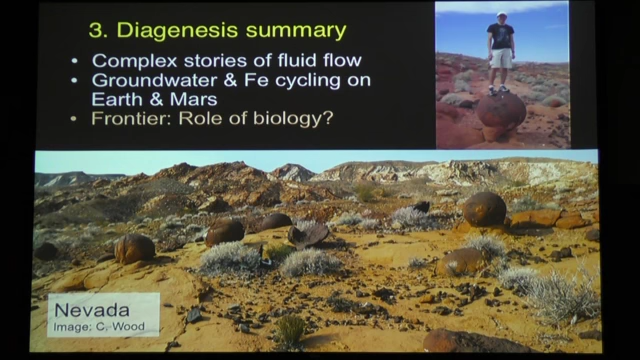 3. Diagenesis summary
• Complex stories of fluid flow
• Groundwater & Fe cycling on
Earth & Mars
• Frontier: Role of biology?
Nevada
Image: C. Wood